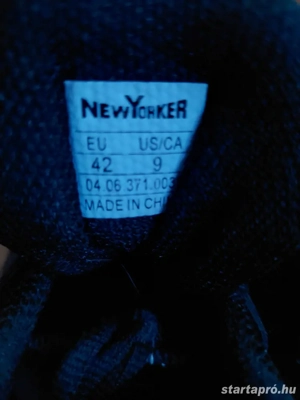 NEWYORKER
EU US/CA
42 9
04 06 371.003
MADE IN CHI
startapró.hu